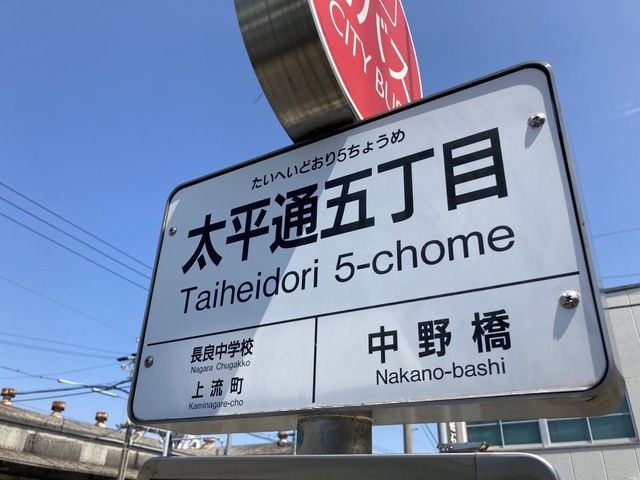 バス
CITY BUS
たいへいどおり5ちょうめ
太平通五丁目
Taiheidori 5-chome
長良中学校
Nagara Chugakko
上流町
Kaminagare-cho
中野橋
Nakano-bashi